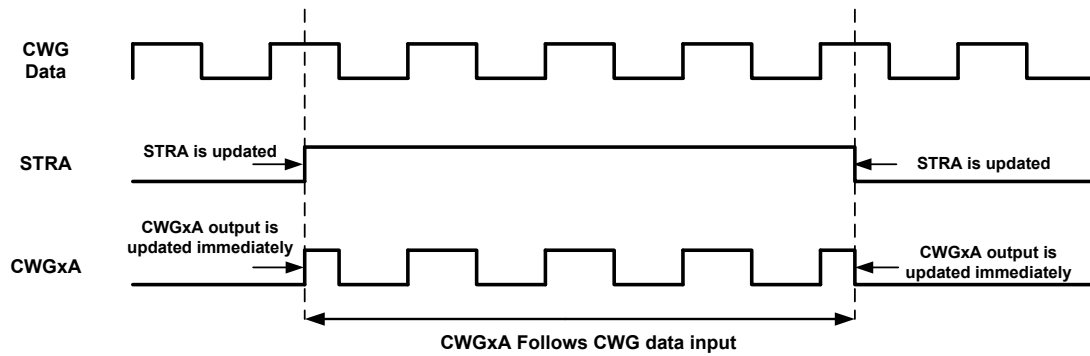 CWG
Data
STRA
STRA is updated
STRA is updated
CWGxA output is
updated immediately
CWGxA
CWGxA output is
updated immediately
CWGxA Follows CWG data input